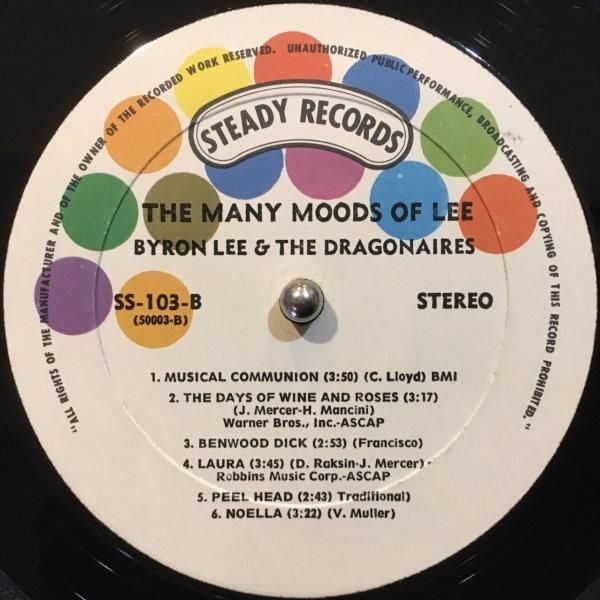 "ALL RIGHTS OF THE MANUFACTURER AND OF THE OWNER OF THE RECORDED WORK RESERVED. UNAUTHORIZED PUBLIC PERFORMANCE, BROADCASTING AND COPYING OF THIS RECORD PROHIBITED."
STEADY RECORDS
THE MANY MOODS OF LEE
BYRON LEE & THE DRAGONAIRES
SS-103-B
(50003-B)
STEREO
1. MUSICAL COMMUNION (3:50) (C. Lloyd) BMI
2. THE DAYS OF WINE AND ROSES (3:17)
(J. Mercer-H. Mancini)
Warner Bros., Inc.-ASCAP
3. BENWOOD DICK (2:53) (Francisco)
4. LAURA (3:45) (D. Raksin-J. Mercer)-
Robbins Music Corp.-ASCAP
5. PEEL HEAD (2:43) Traditional)
6. NOELLA (3:22) (V. Muller)